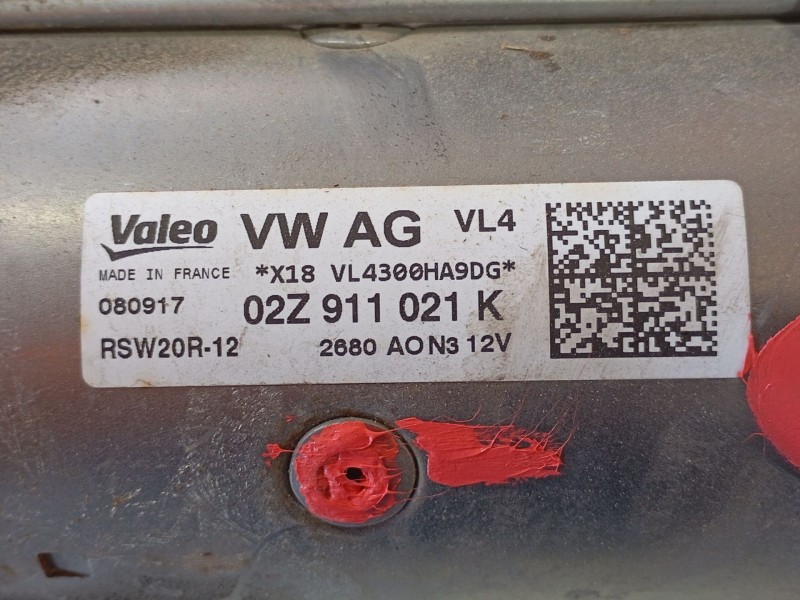 Valeo VW AG VL4
MADE IN FRANCE *X18 VL4300HA9DG*
080917 02Z 911 021 K
RSW20R-12 2680 AO N3 12V